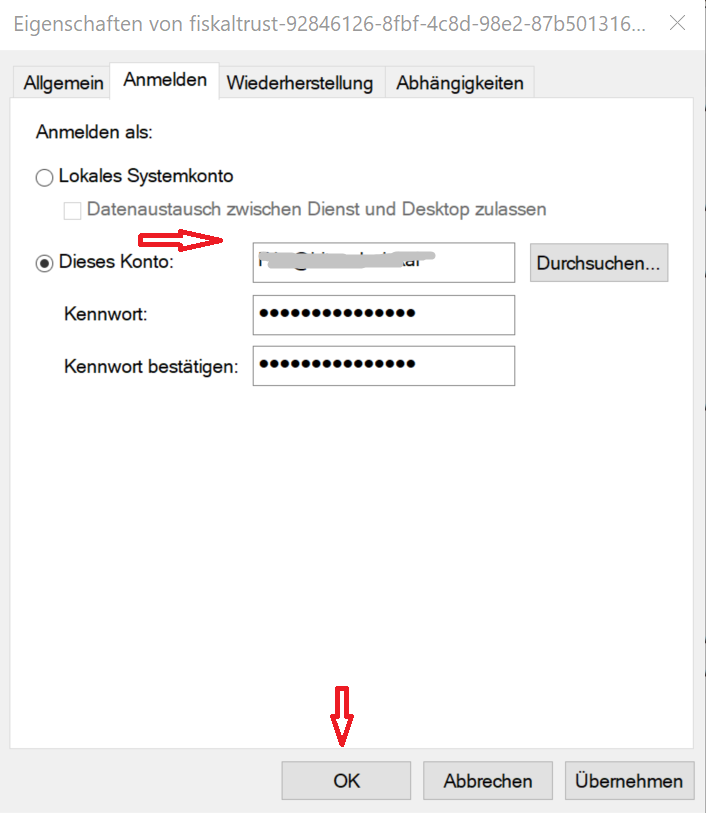 Eigenschaften von fiskaltrust-92846126-8fbf-4c8d-98e2-87b501316...
Allgemein Anmelden Wiederherstellung Abhängigkeiten
Anmelden als:
Lokales Systemkonto
Datenaustausch zwischen Dienst und Desktop zulassen
Dieses Konto: Durchsuchen...
Kennwort: •••••••••••••••
Kennwort bestätigen: •••••••••••••••
OK Abbrechen Übernehmen